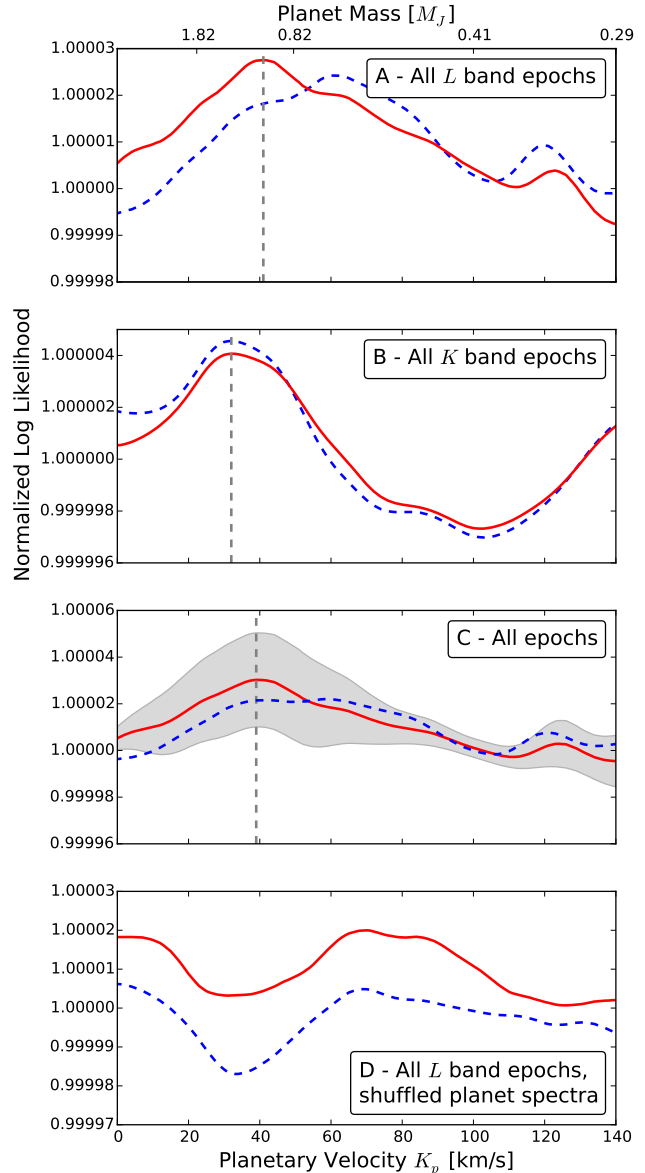 Planet Mass [M_J]
1.82 0.82 0.41 0.29
1.00003
1.00002
1.00001
1.00000
0.99999
0.99998
A - All L band epochs
Normalized Log Likelihood
1.000004
1.000002
1.000000
0.999998
0.999996
B - All K band epochs
1.00006
1.00004
1.00002
1.00000
0.99998
0.99996
C - All epochs
1.00003
1.00002
1.00001
1.00000
0.99999
0.99998
0.99997
D - All L band epochs,
shuffled planet spectra
0 20 40 60 80 100 120 140
Planetary Velocity K_p [km/s]